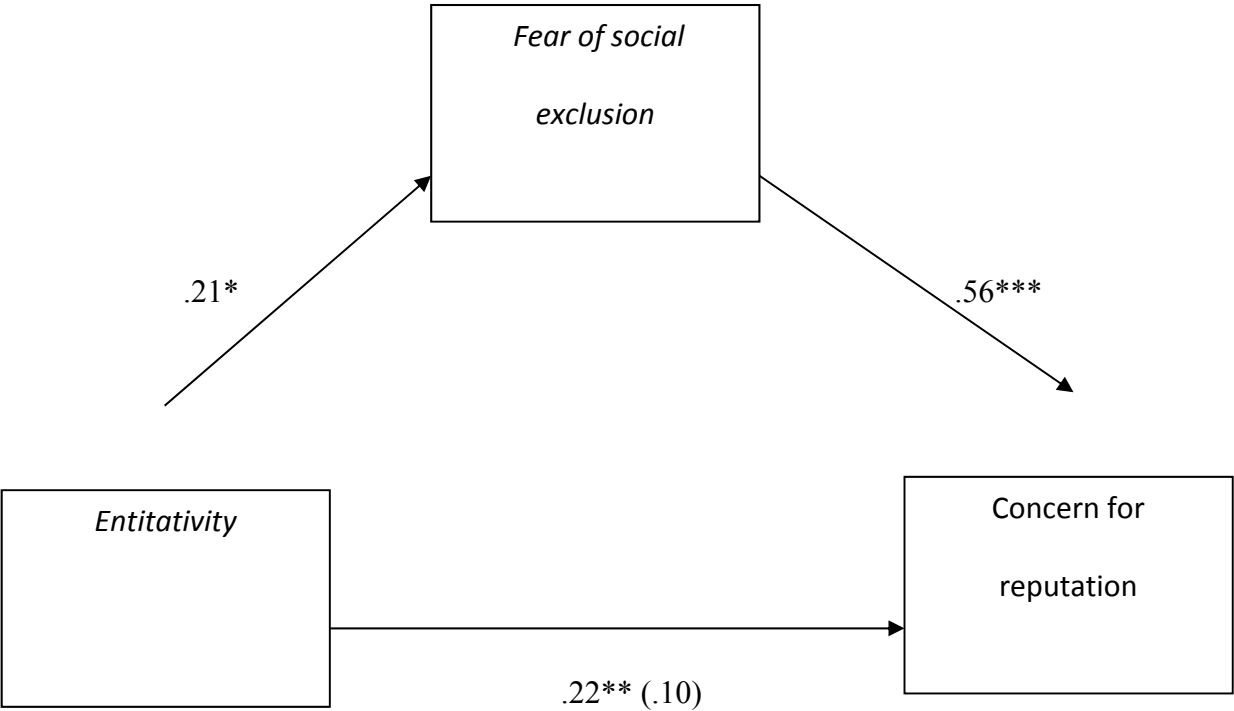 Fear of social
exclusion
.21*
.56***
Entitativity
Concern for
reputation
.22** (.10)